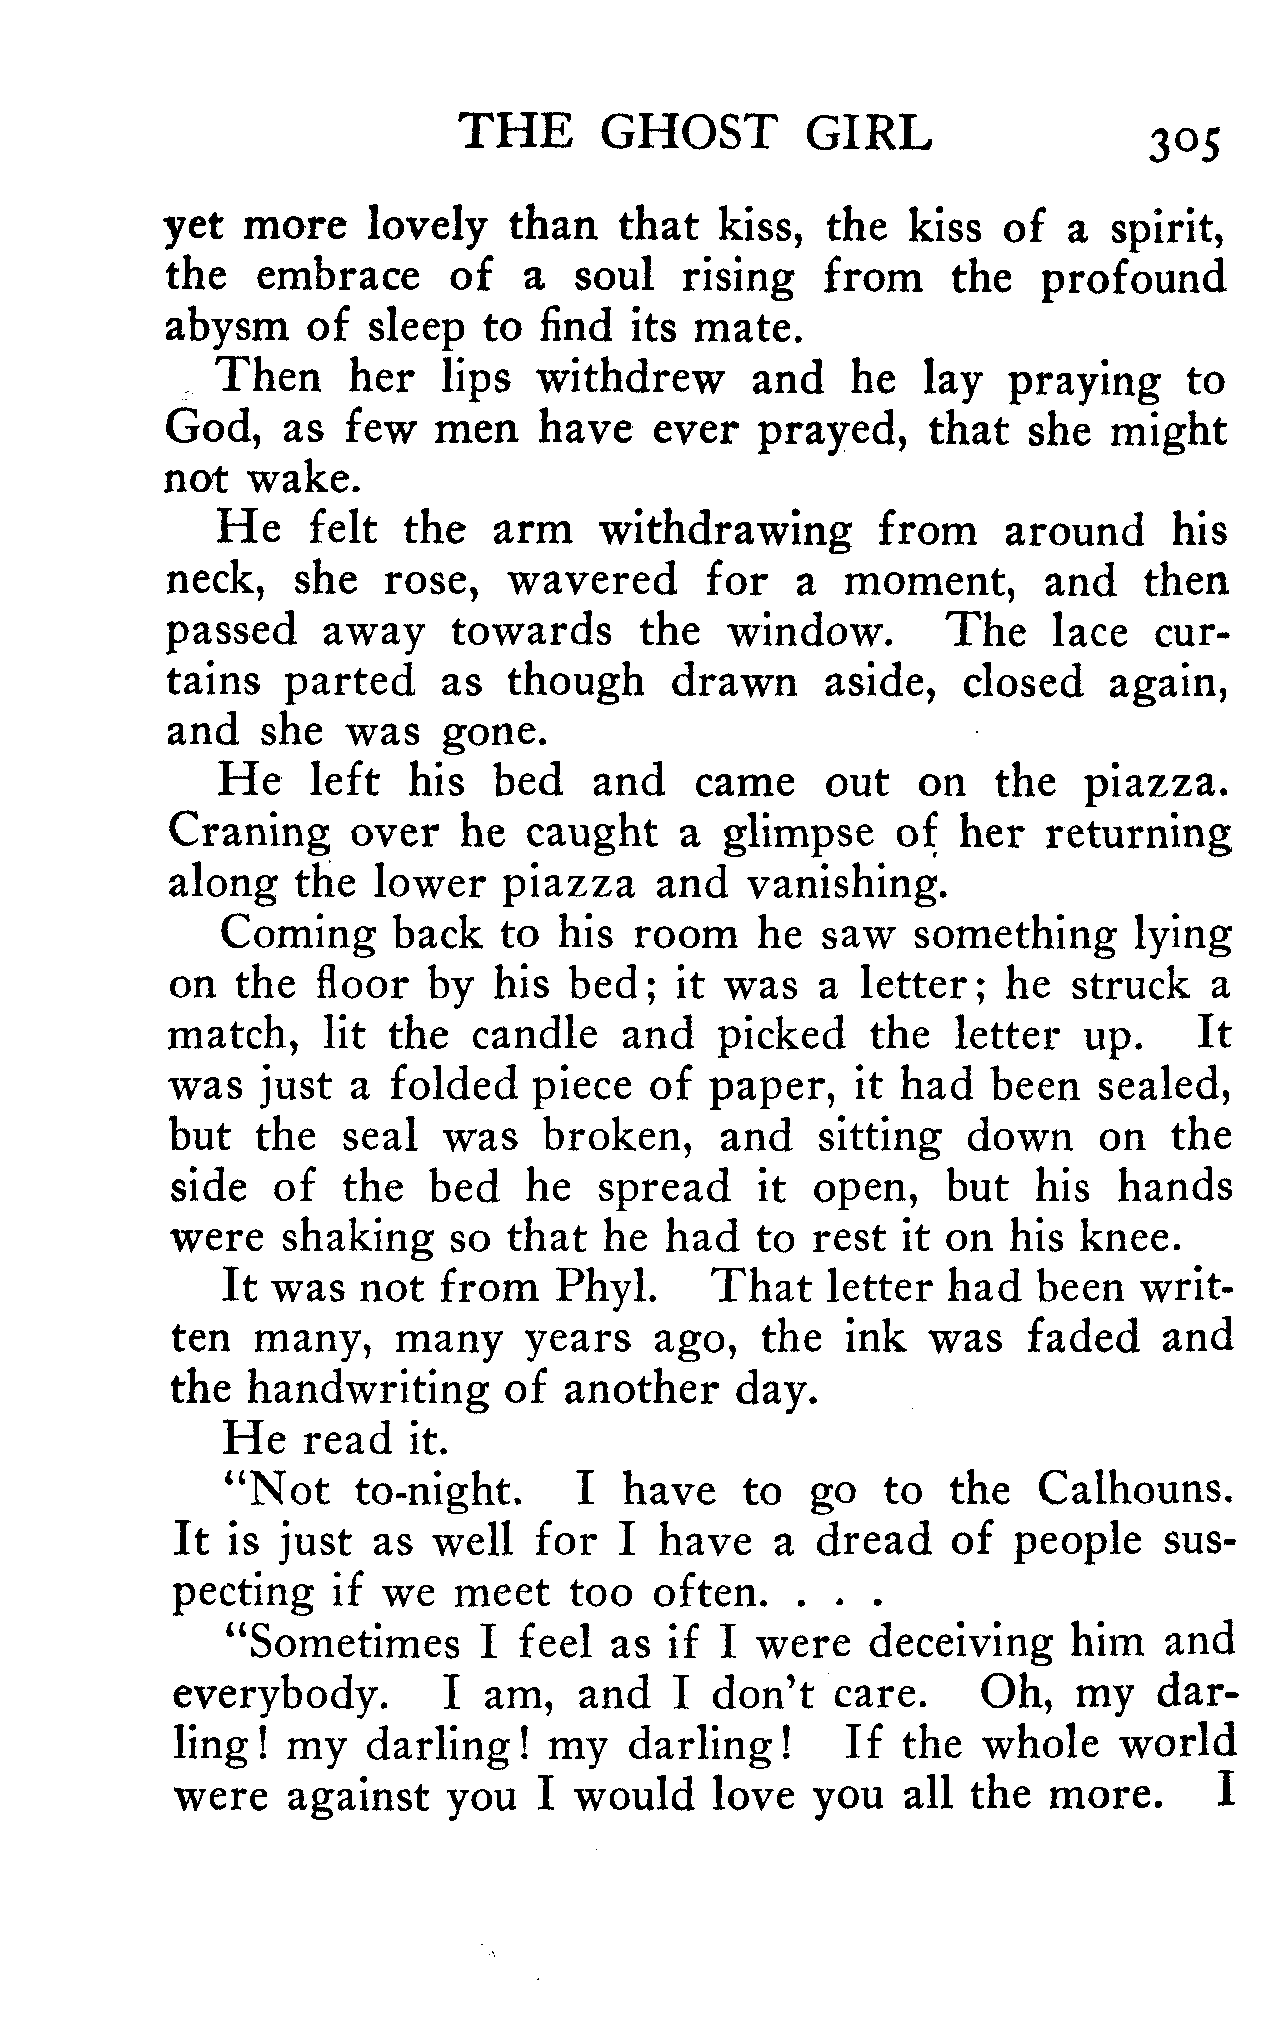 THE GHOST GIRL 305
yet more lovely than that kiss, the kiss of a spirit,
the embrace of a soul rising from the profound
abysm of sleep to find its mate.
Then her lips withdrew and he lay praying to
God, as few men have ever prayed, that she might
not wake.
He felt the arm withdrawing from around his
neck, she rose, wavered for a moment, and then
passed away towards the window. The lace cur-
tains parted as though drawn aside, closed again,
and she was gone.
He left his bed and came out on the piazza.
Craning over he caught a glimpse of her returning
along the lower piazza and vanishing.
Coming back to his room he saw something lying
on the floor by his bed; it was a letter; he struck a
match, lit the candle and picked the letter up. It
was just a folded piece of paper, it had been sealed,
but the seal was broken, and sitting down on the
side of the bed he spread it open, but his hands
were shaking so that he had to rest it on his knee.
It was not from Phyl. That letter had been writ-
ten many, many years ago, the ink was faded and
the handwriting of another day.
He read it.
"Not to-night. I have to go to the Calhouns.
It is just as well for I have a dread of people sus-
pecting if we meet too often. . . .
"Sometimes I feel as if I were deceiving him and
everybody. I am, and I don't care. Oh, my dar-
ling! my darling! my darling! If the whole world
were against you I would love you all the more. I